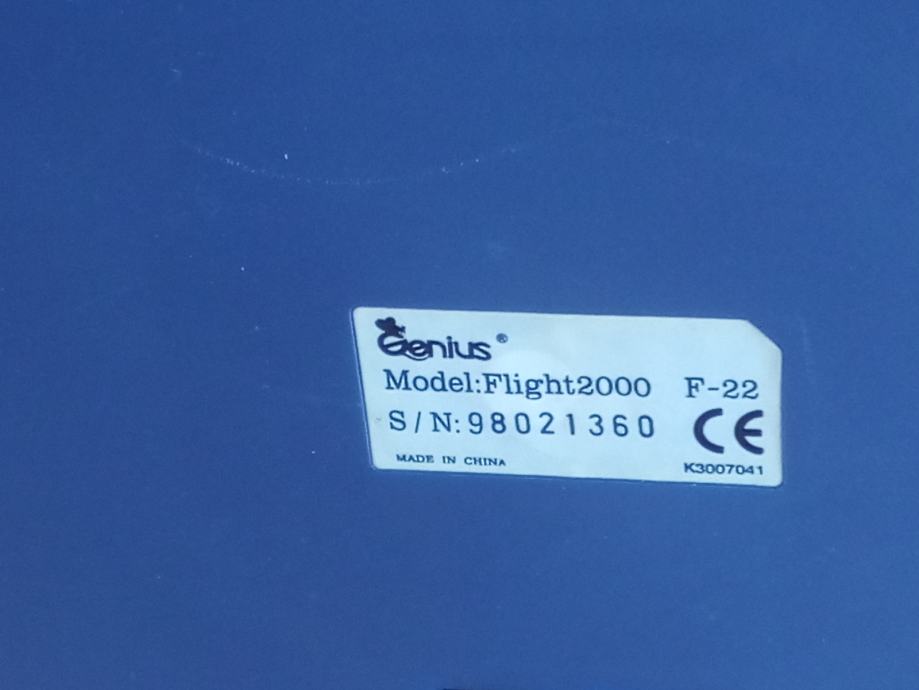 Genius®
Model:Flight2000 F-22
S/N:98021360
CE
MADE IN CHINA
K3007041